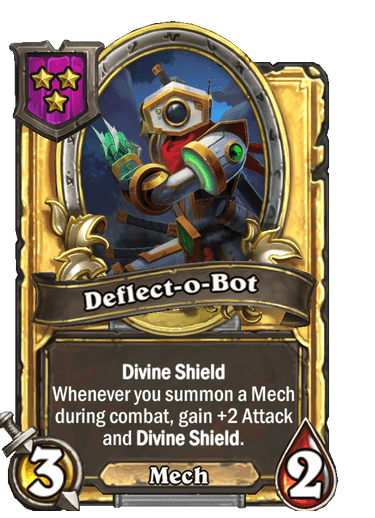 Deflect-o-Bot
Divine Shield
Whenever you summon a Mech
during combat, gain +2 Attack
and Divine Shield.
3
Mech
2